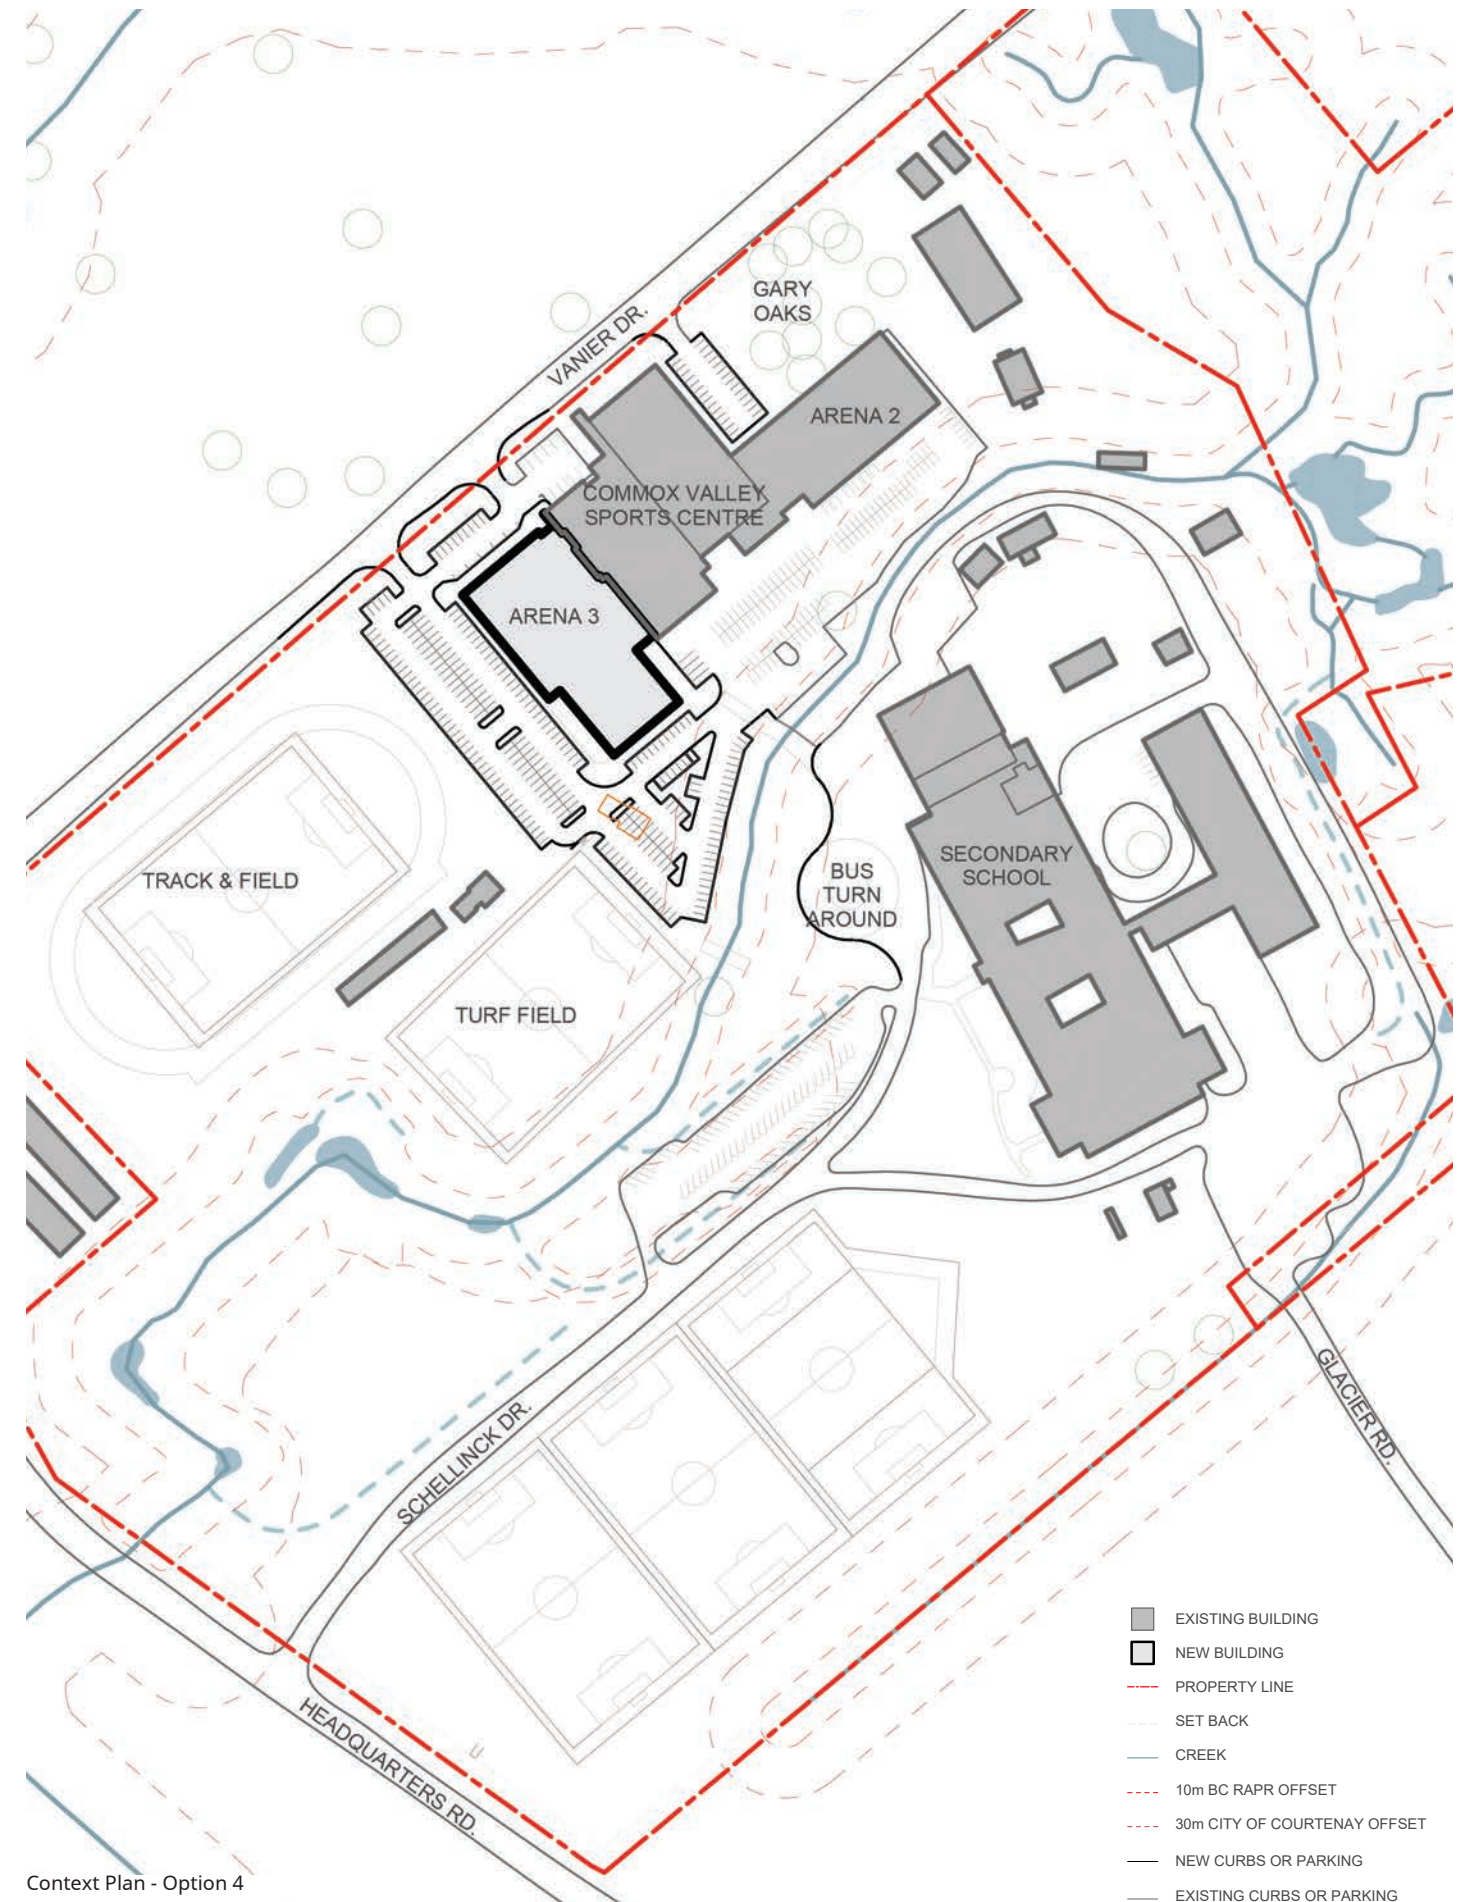 GARY
OAKS
VANIER DR.
ARENA 2
COMMOX VALLEY
SPORTS CENTRE
ARENA 3
TRACK & FIELD
BUS
TURN
AROUND
SECONDARY
SCHOOL
TURF FIELD
SCHELLINCK DR.
GLACIER RD.
HEADQUARTERS RD.
EXISTING BUILDING
NEW BUILDING
PROPERTY LINE
SET BACK
CREEK
10m BC RAPR OFFSET
30m CITY OF COURTENAY OFFSET
NEW CURBS OR PARKING
EXISTING CURBS OR PARKING
Context Plan - Option 4